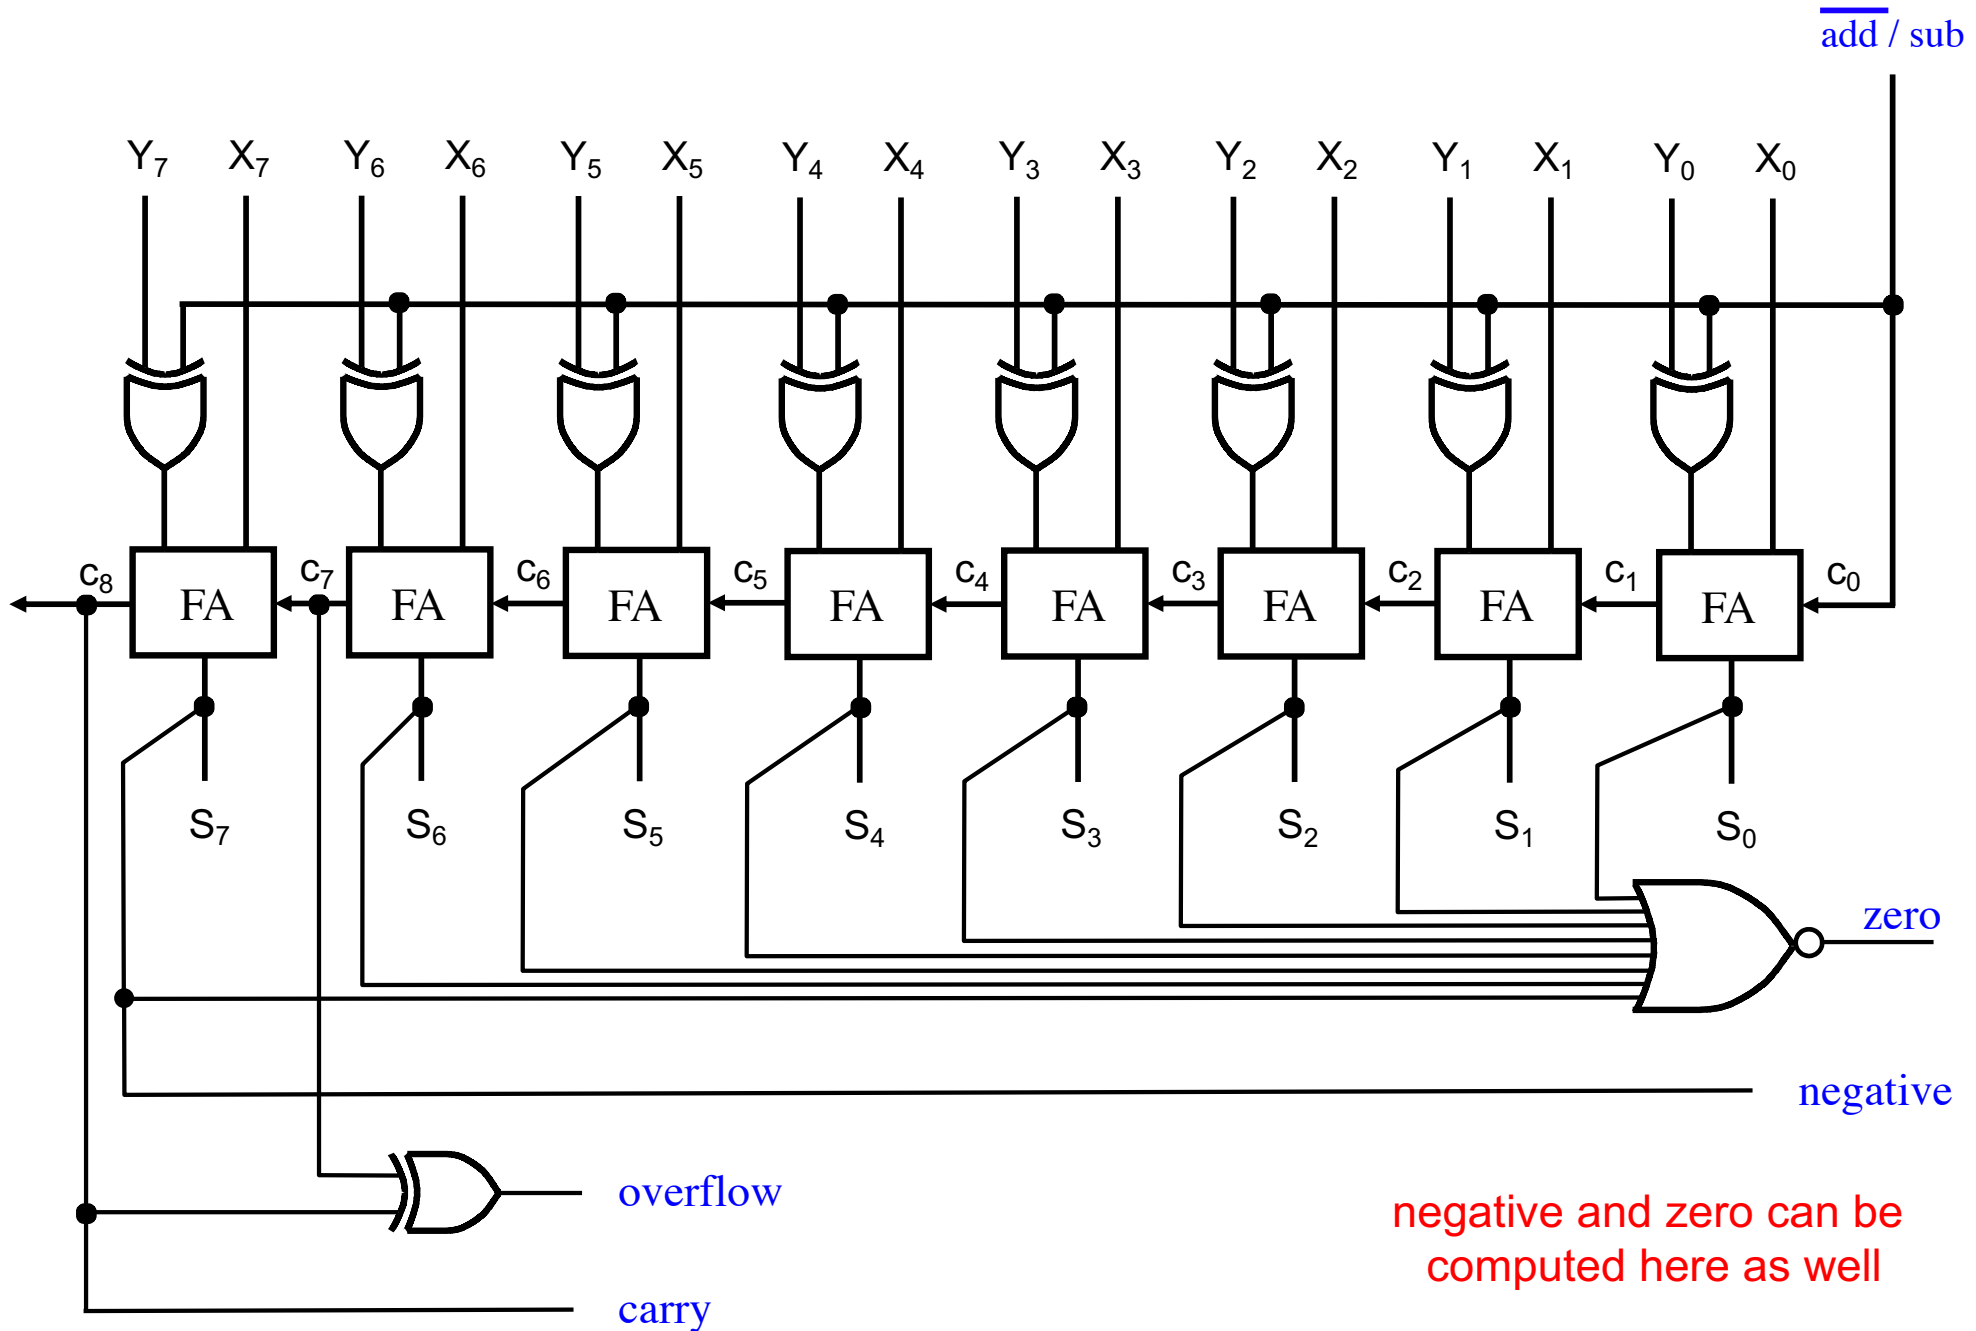 add / sub
Y₇ X₇ Y₆ X₆ Y₅ X₅ Y₄ X₄ Y₃ X₃ Y₂ X₂ Y₁ X₁ Y₀ X₀
c₈ c₇ c₆ c₅ c₄ c₃ c₂ c₁ c₀
FA FA FA FA FA FA FA FA
S₇ S₆ S₅ S₄ S₃ S₂ S₁ S₀
zero
negative
overflow
negative and zero can be
computed here as well
carry